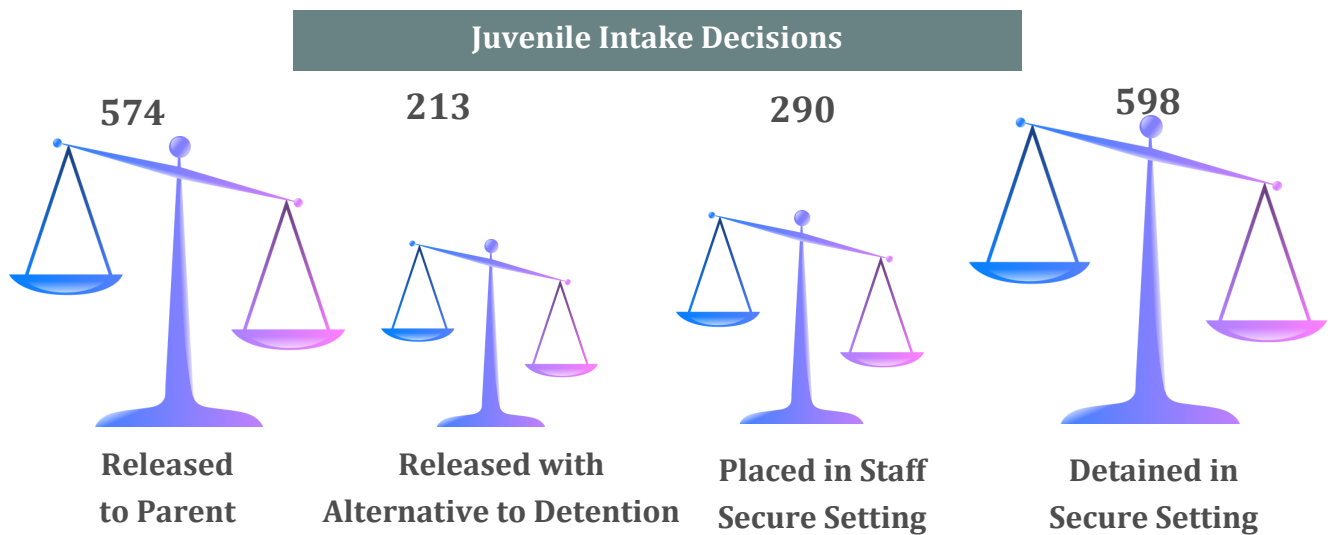 Juvenile Intake Decisions
574
213
290
598
Released
to Parent
Released with
Alternative to Detention
Placed in Staff
Secure Setting
Detained in
Secure Setting